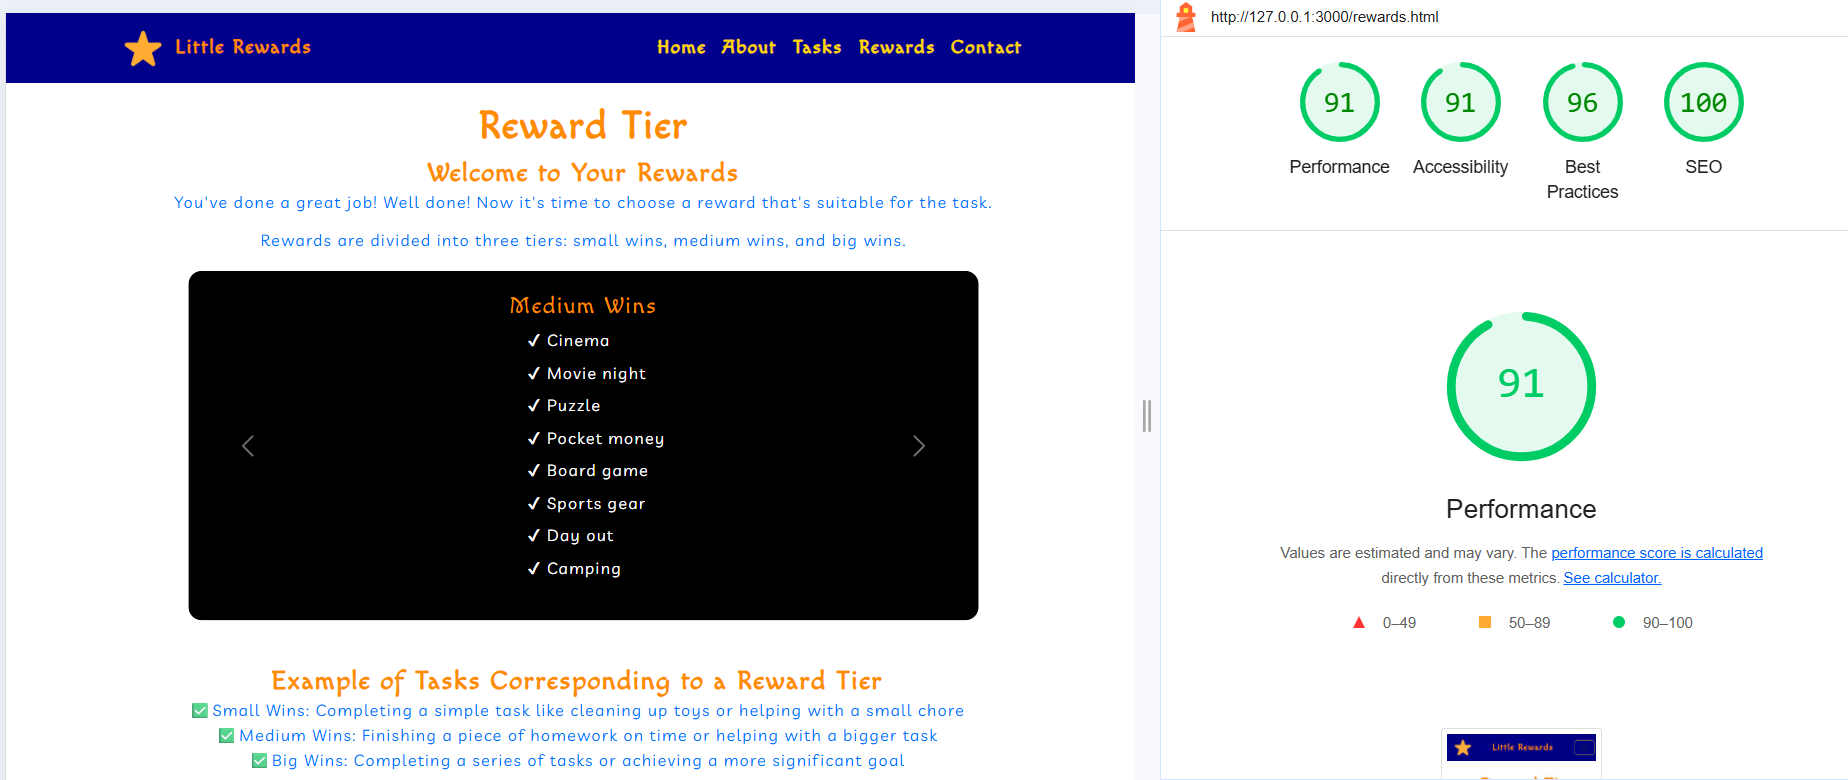 Little Rewards
Home About Tasks Rewards Contact
Reward Tier
Welcome to Your Rewards
You've done a great job! Well done! Now it's time to choose a reward that's suitable for the task.
Rewards are divided into three tiers: small wins, medium wins, and big wins.
Medium Wins
✓ Cinema
✓ Movie night
✓ Puzzle
✓ Pocket money
✓ Board game
✓ Sports gear
✓ Day out
✓ Camping
Example of Tasks Corresponding to a Reward Tier
✅ Small Wins: Completing a simple task like cleaning up toys or helping with a small chore
✅ Medium Wins: Finishing a piece of homework on time or helping with a bigger task
✅ Big Wins: Completing a series of tasks or achieving a more significant goal
http://127.0.0.1:3000/rewards.html
91 91 96 100
Performance Accessibility Best Practices SEO
91
Performance
Values are estimated and may vary. The performance score is calculated
directly from these metrics. See calculator.
0–49 50–89 90–100
Little Rewards